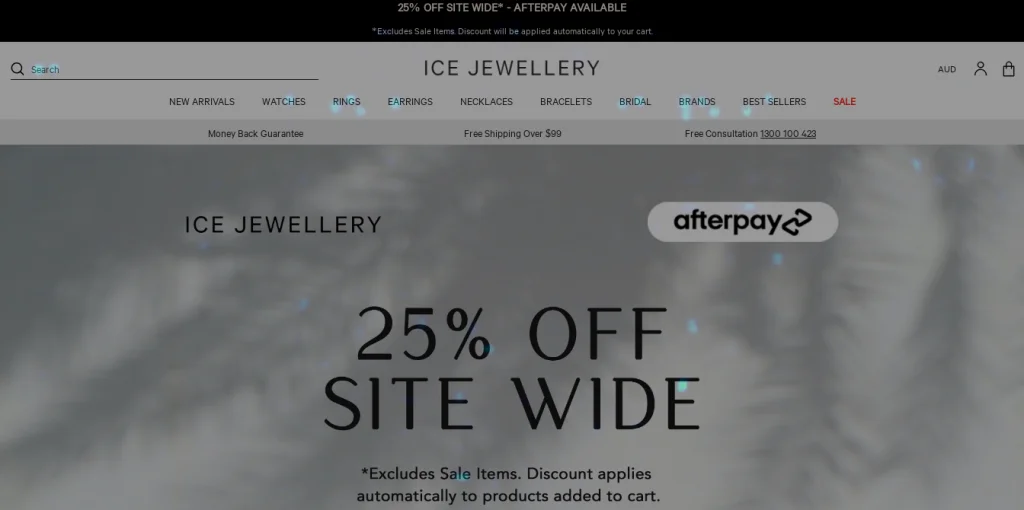 25% OFF SITE WIDE* - AFTERPAY AVAILABLE
*Excludes Sale Items. Discount will be applied automatically to your cart.
Search
ICE JEWELLERY
AUD
NEW ARRIVALS WATCHES RINGS EARRINGS NECKLACES BRACELETS BRIDAL BRANDS BEST SELLERS SALE
Money Back Guarantee Free Shipping Over $99 Free Consultation 1300 100 423
ICE JEWELLERY
afterpay
25% OFF
SITE WIDE
*Excludes Sale Items. Discount applies
automatically to products added to cart.